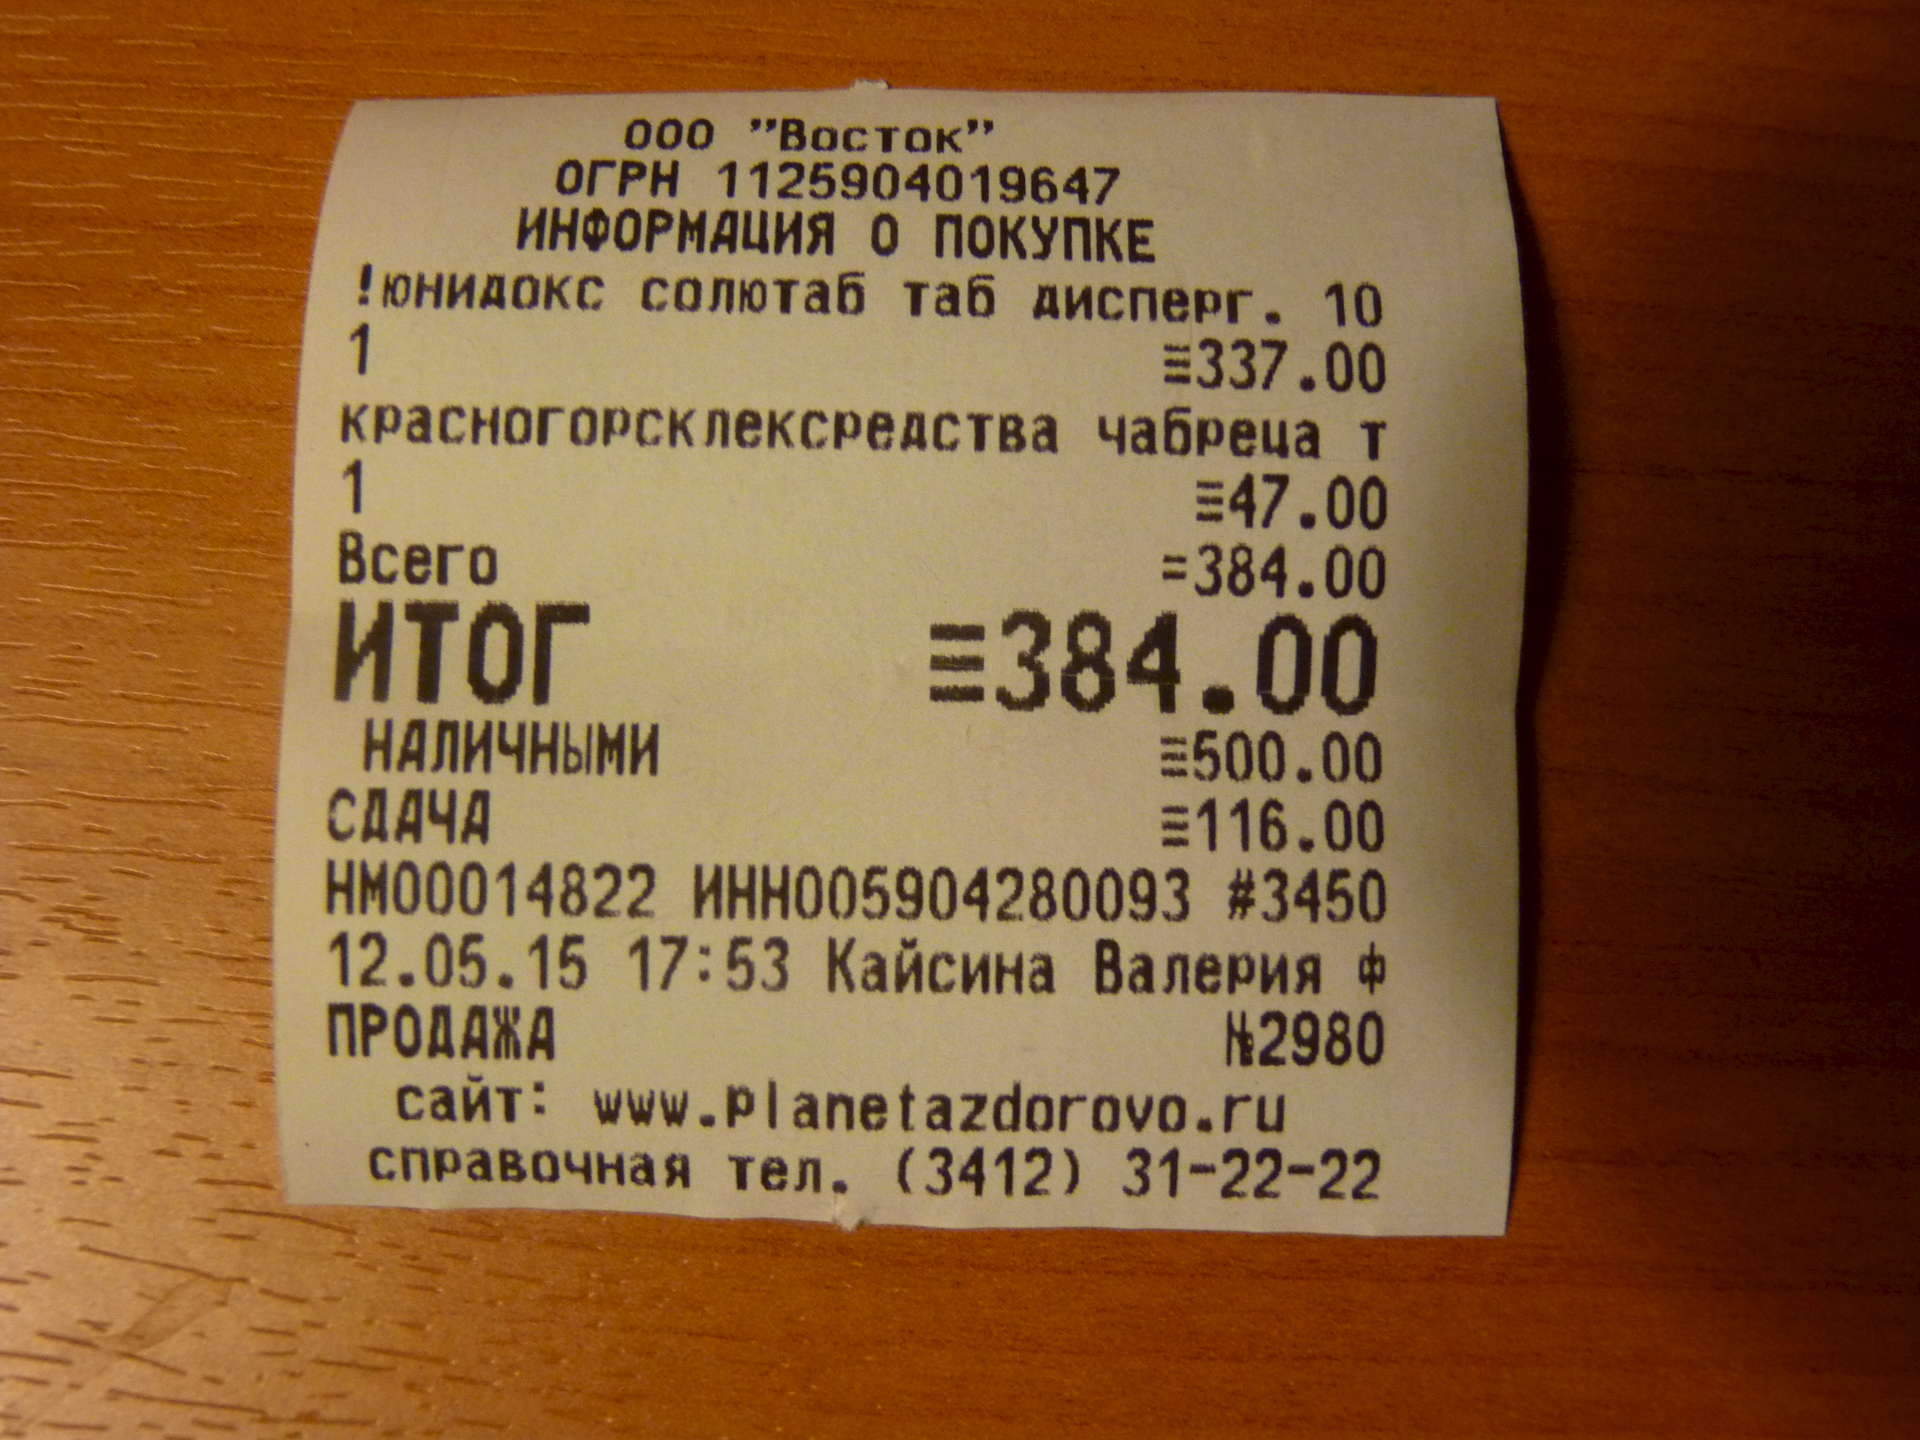 ООО "Восток"
ОГРН 1125904019647
ИНФОРМАЦИЯ О ПОКУПКЕ
!юнидокс солютаб таб дисперг. 10
1 ≡337.00
красногорсклексредства чабреца т
1 ≡47.00
Всего =384.00
ИТОГ ≡384.00
НАЛИЧНЫМИ ≡500.00
СДАЧА ≡116.00
НМ00014822 ИНН005904280093 #3450
12.05.15 17:53 Кайсина Валерия ф
ПРОДАЖА №2980
сайт: www.planetazdorovo.ru
справочная тел. (3412) 31-22-22